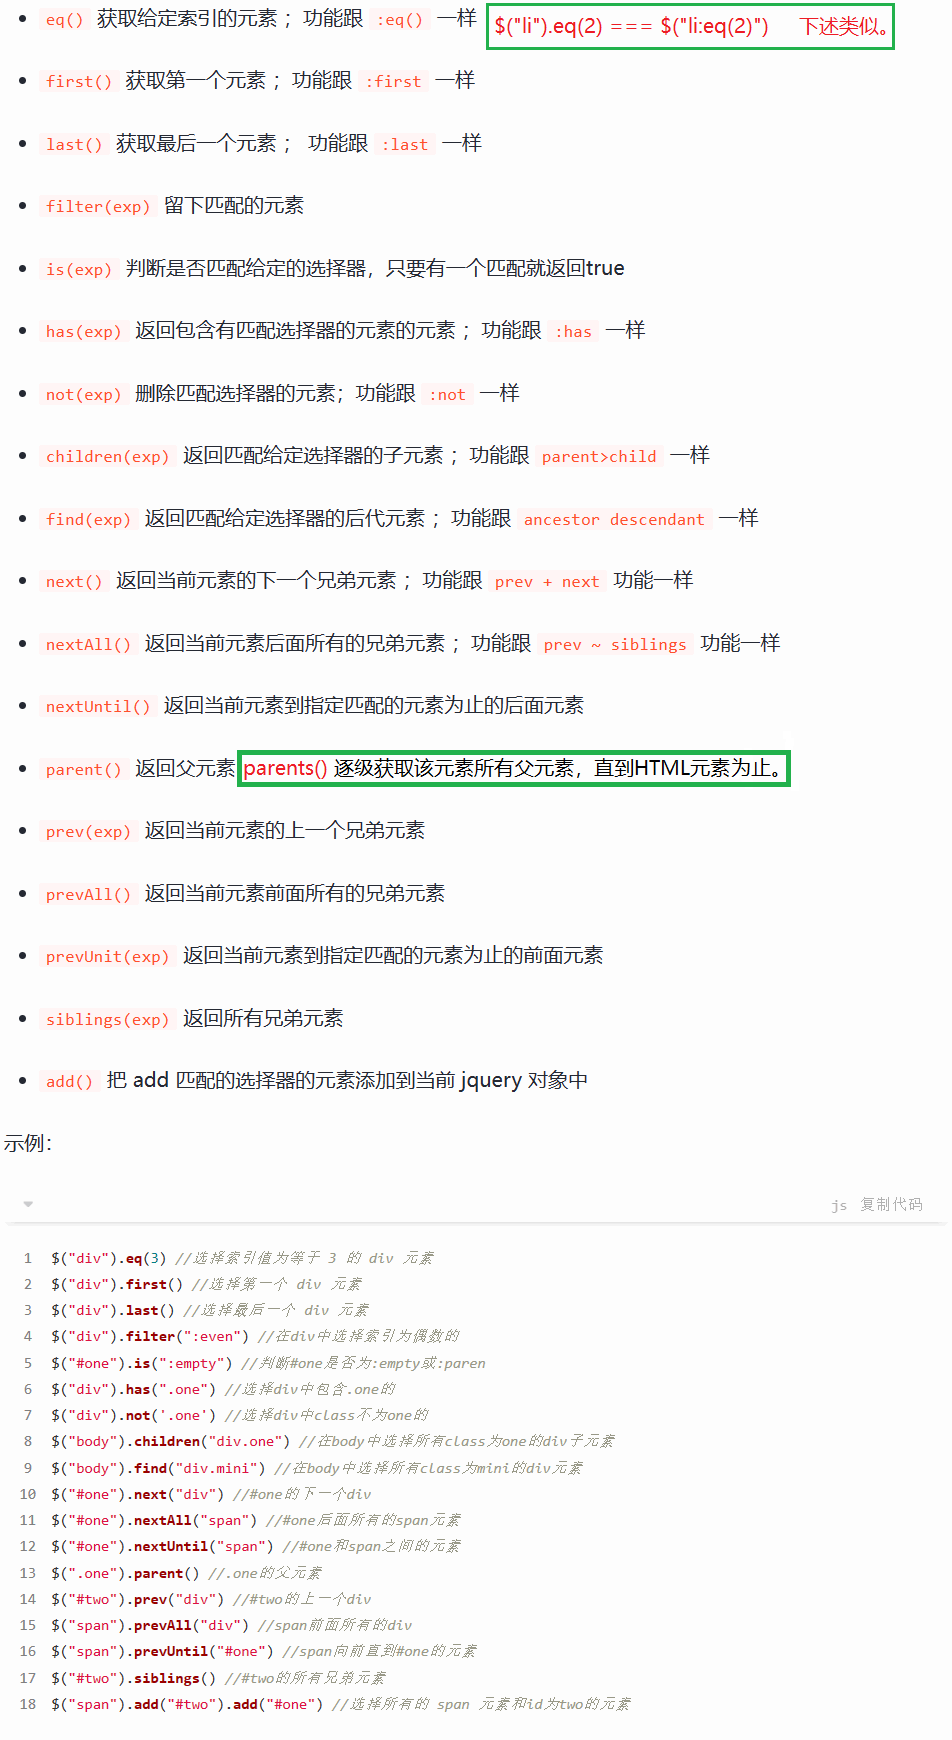 eq() 获取给定索引的元素 ；功能跟 :eq() 一样 $("li").eq(2) === $("li:eq(2)") 下述类似。
first() 获取第一个元素 ；功能跟 :first 一样
last() 获取最后一个元素 ； 功能跟 :last 一样
filter(exp) 留下匹配的元素
is(exp) 判断是否匹配给定的选择器，只要有一个匹配就返回true
has(exp) 返回包含有匹配选择器的元素的元素 ；功能跟 :has 一样
not(exp) 删除匹配选择器的元素；功能跟 :not 一样
children(exp) 返回匹配给定选择器的子元素 ；功能跟 parent>child 一样
find(exp) 返回匹配给定选择器的后代元素 ；功能跟 ancestor descendant 一样
next() 返回当前元素的下一个兄弟元素 ；功能跟 prev + next 功能一样
nextAll() 返回当前元素后面所有的兄弟元素 ；功能跟 prev ~ siblings 功能一样
nextUntil() 返回当前元素到指定匹配的元素为止的后面元素
parent() 返回父元素 parents() 逐级获取该元素所有父元素，直到HTML元素为止。
prev(exp) 返回当前元素的上一个兄弟元素
prevAll() 返回当前元素前面所有的兄弟元素
prevUnit(exp) 返回当前元素到指定匹配的元素为止的前面元素
siblings(exp) 返回所有兄弟元素
add() 把 add 匹配的选择器的元素添加到当前 jquery 对象中
示例：
js 复制代码
1 $("div").eq(3) //选择索引值为等于 3 的 div 元素
2 $("div").first() //选择第一个 div 元素
3 $("div").last() //选择最后一个 div 元素
4 $("div").filter(":even") //在div中选择索引为偶数的
5 $("#one").is(":empty") //判断#one是否为:empty或:paren
6 $("div").has(".one") //选择div中包含.one的
7 $("div").not('.one') //选择div中class不为one的
8 $("body").children("div.one") //在body中选择所有class为one的div子元素
9 $("body").find("div.mini") //在body中选择所有class为mini的div元素
10 $("#one").next("div") //#one的下一个div
11 $("#one").nextAll("span") //#one后面所有的span元素
12 $("#one").nextUntil("span") //#one和span之间的元素
13 $(".one").parent() //.one的父元素
14 $("#two").prev("div") //#two的上一个div
15 $("span").prevAll("div") //span前面所有的div
16 $("span").prevUntil("#one") //span向前直到#one的元素
17 $("#two").siblings() //#two的所有兄弟元素
18 $("span").add("#two").add("#one") //选择所有的 span 元素和id为two的元素